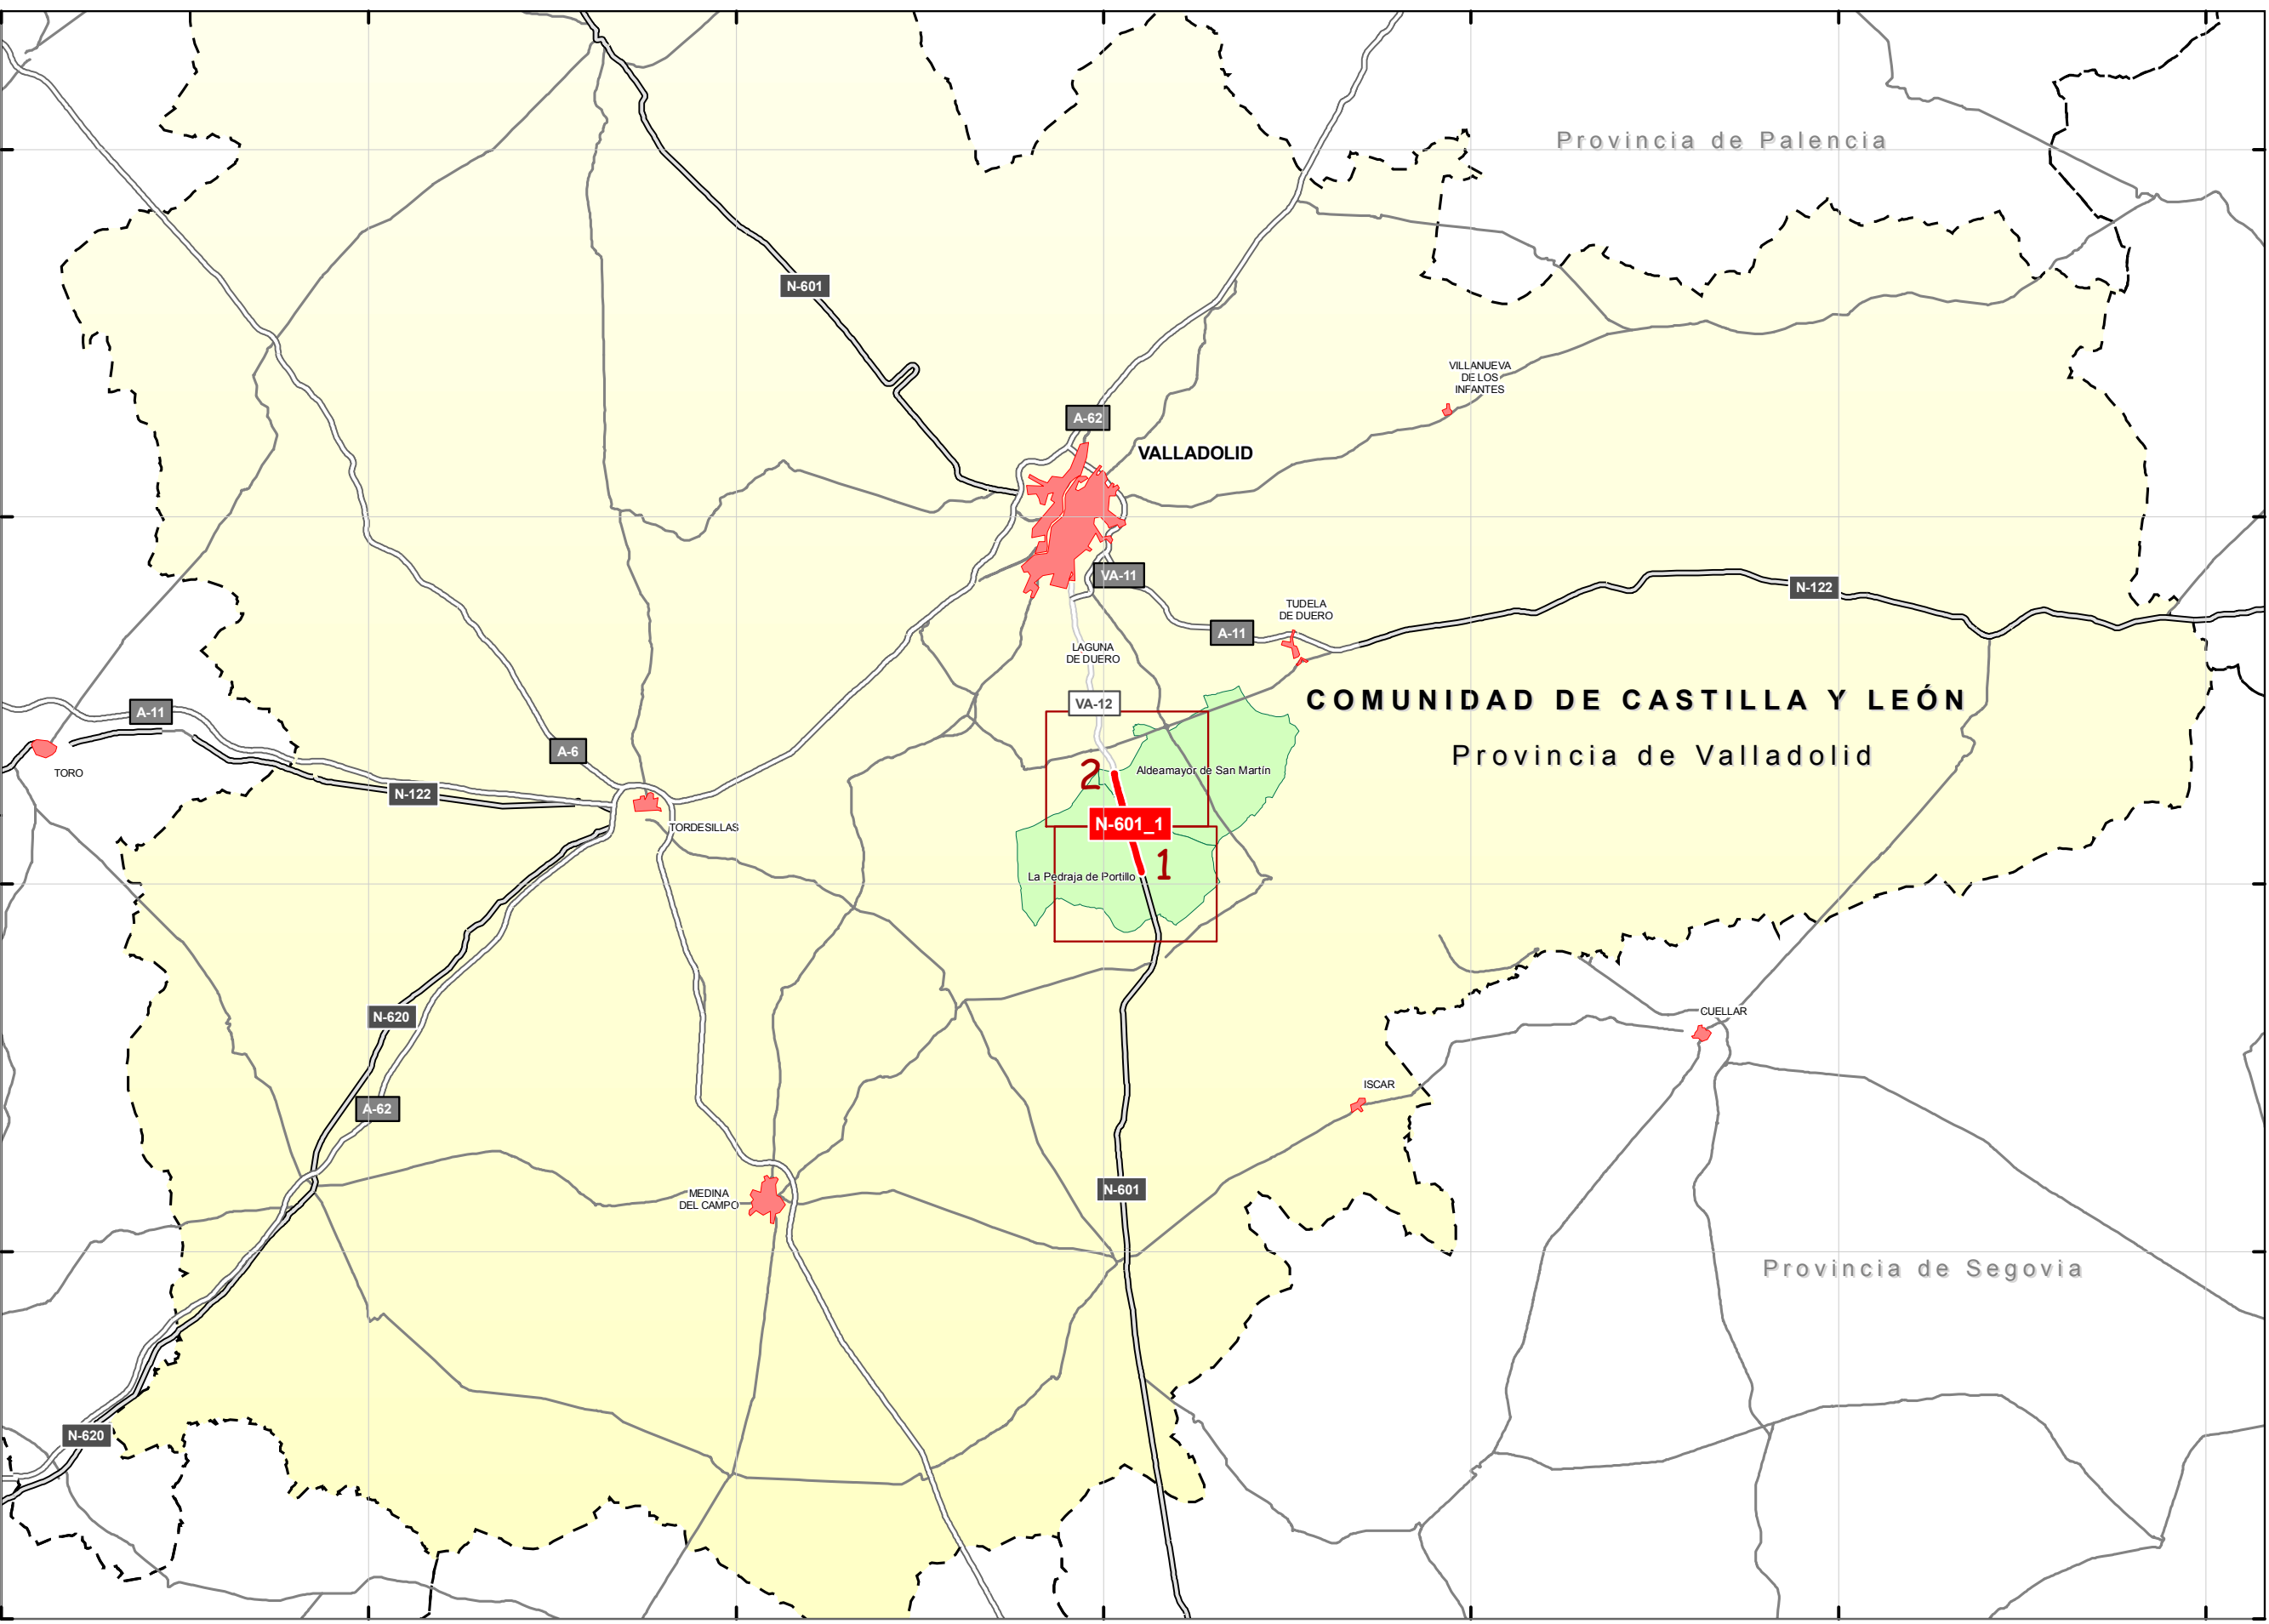 Provincia de Palencia
N-601
VILLANUEVA
DE LOS
INFANTES
A-62
VALLADOLID
VA-11
N-122
TUDELA
DE DUERO
A-11
LAGUNA
DE DUERO
COMUNIDAD DE CASTILLA Y LEÓN
VA-12
A-11
A-6
Provincia de Valladolid
TORO
2
Aldeamayor de San Martín
N-122
TORDESILLAS
N-601_1
1
La Pedraja de Portillo
N-620
CUELLAR
ISCAR
A-62
MEDINA
DEL CAMPO
N-601
Provincia de Segovia
N-620